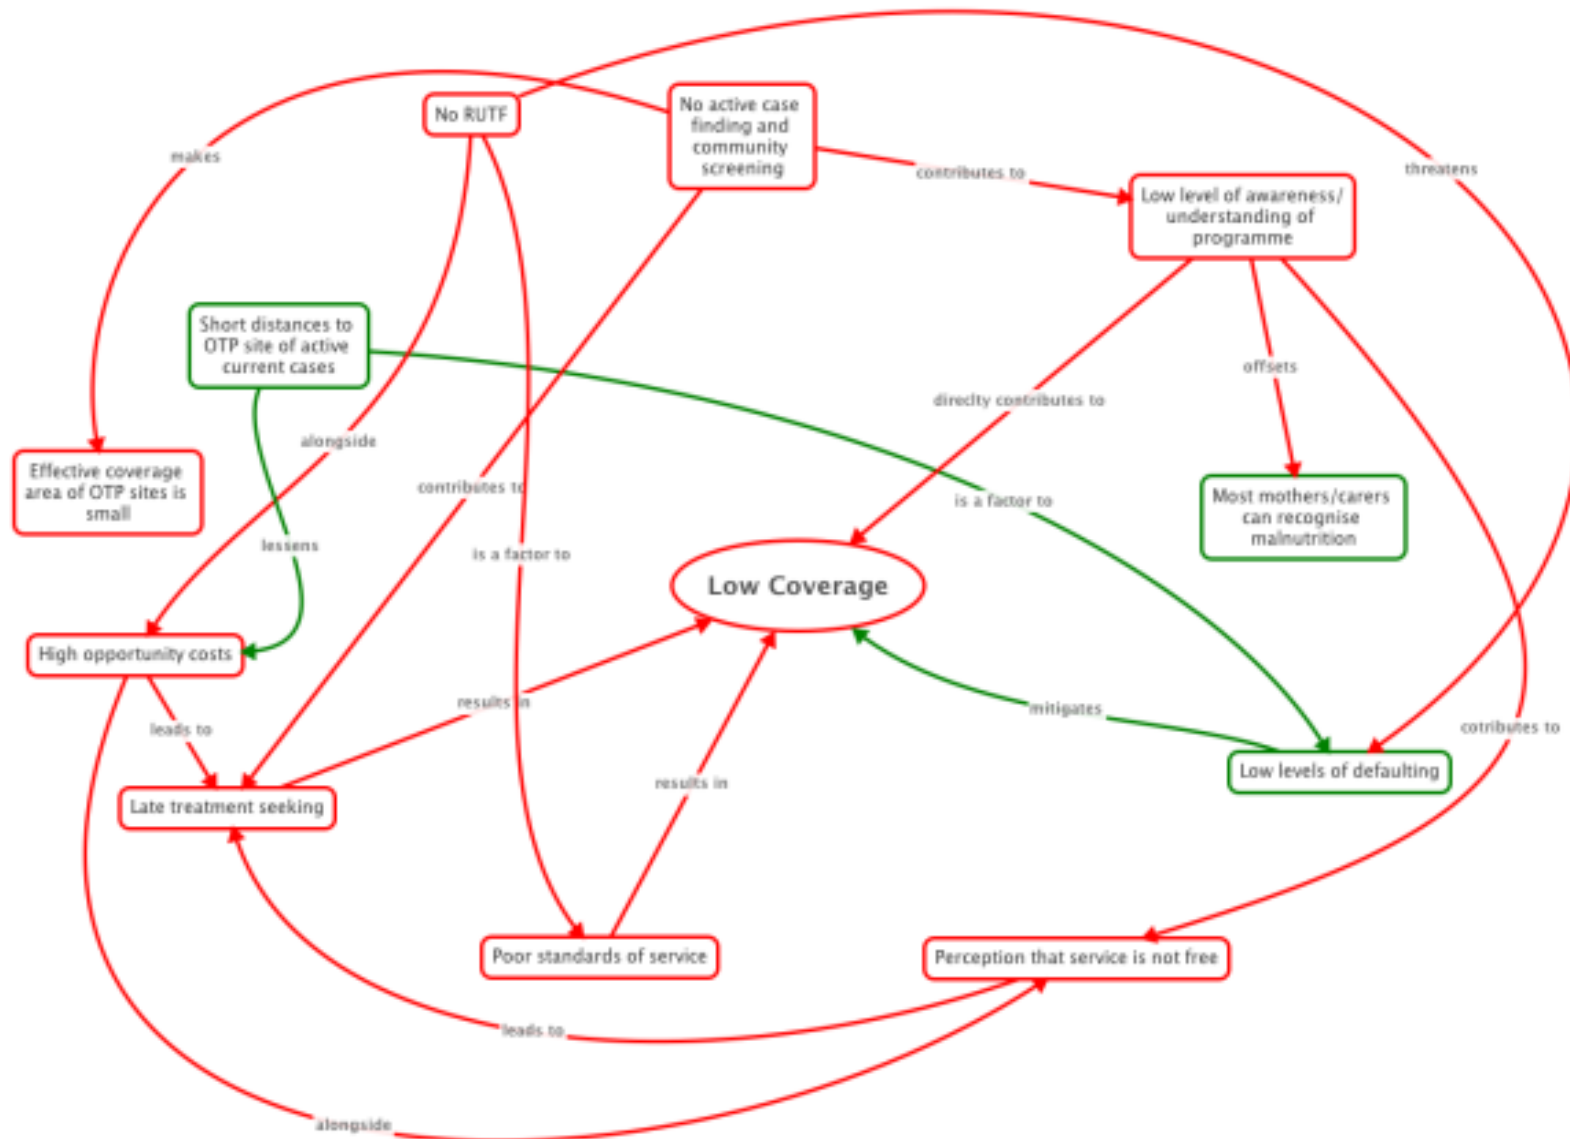 No RUTF
No active case
finding and
community
screening
makes
contributes to
threatens
Low level of awareness/
understanding of
programme
Short distances to
OTP site of active
current cases
offsets
direclty contributes to
alongside
Effective coverage
area of OTP sites is
small
contributes to
is a factor to
Most mothers/carers
can recognise
malnutrition
lessens
is a factor to
Low Coverage
High opportunity costs
results in
mitigates
leads to
cotributes to
Low levels of defaulting
results in
Late treatment seeking
Poor standards of service
Perception that service is not free
leads to
alongside